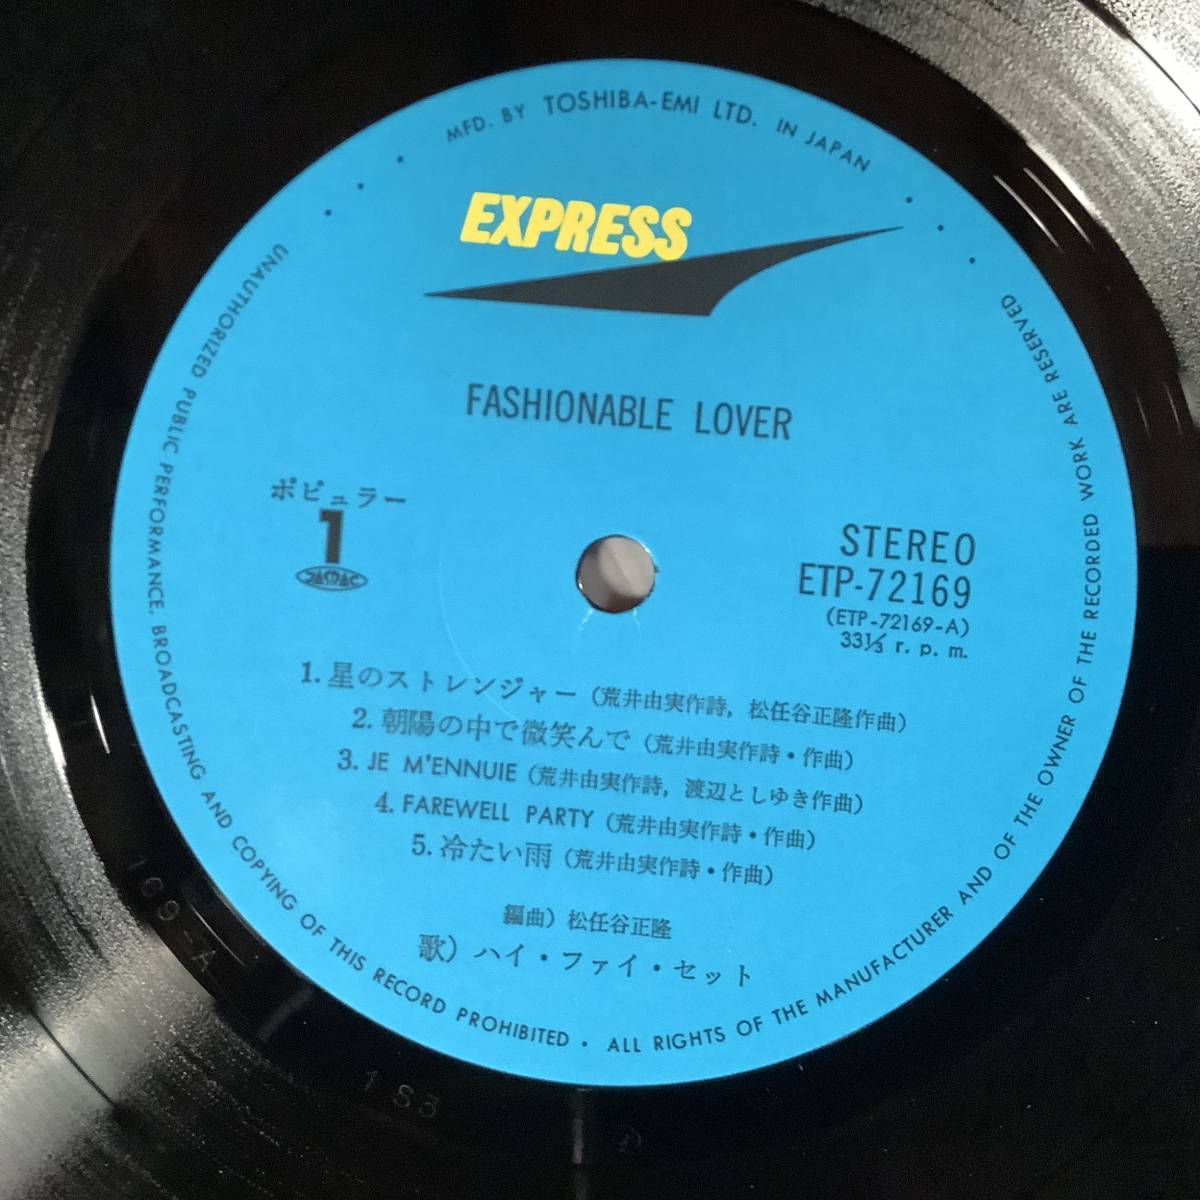 MFD. BY TOSHIBA-EMI LTD. IN JAPAN
EXPRESS
FASHIONABLE LOVER
ポピュラー
1
JASRAC
STEREO
ETP-72169
(ETP-72169-A)
33⅓ r. p. m.
1. 星のストレンジャー (荒井由実作詩, 松任谷正隆作曲)
2. 朝陽の中で微笑んで (荒井由実作詩・作曲)
3. JE M'ENNUIE (荒井由実作詩, 渡辺としゆき作曲)
4. FAREWELL PARTY (荒井由実作詩・作曲)
5. 冷たい雨 (荒井由実作詩・作曲)
編曲) 松任谷正隆
歌) ハイ・ファイ・セット
UNAUTHORIZED PUBLIC PERFORMANCE, BROADCASTING AND COPYING OF THIS RECORD PROHIBITED • ALL RIGHTS OF THE MANUFACTURER AND OF THE OWNER OF THE RECORDED WORK ARE RESERVED
169-A
1S3